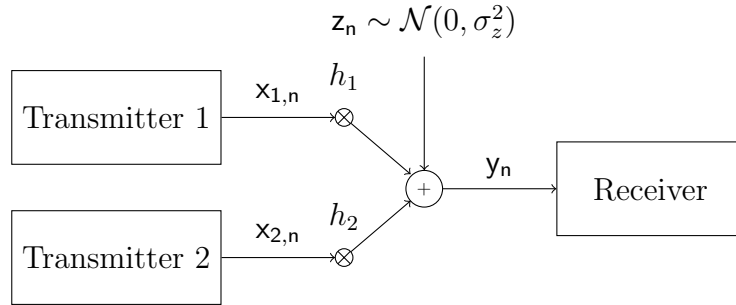 z_n ∼ 𝒩(0, σ_z^2)
h_1
x_{1,n}
Transmitter 1
+
y_n
Receiver
h_2
x_{2,n}
Transmitter 2